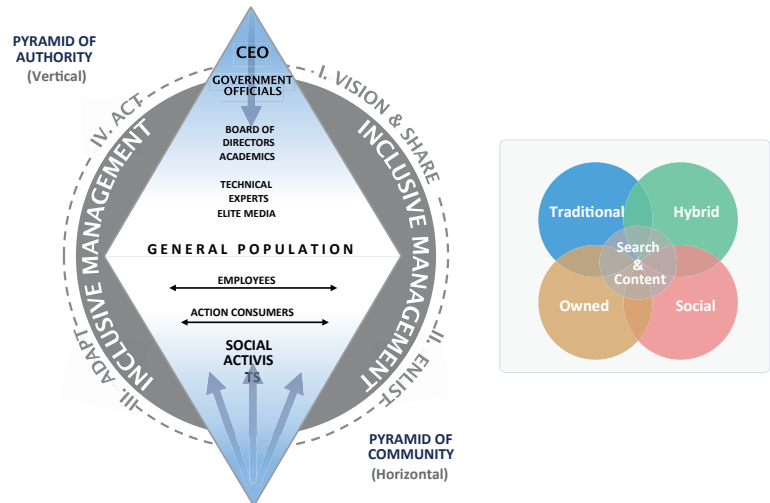 PYRAMID OF
AUTHORITY
(Vertical)
CEO
GOVERNMENT
OFFICIALS
BOARD OF
DIRECTORS
ACADEMICS
TECHNICAL
EXPERTS
ELITE MEDIA
GENERAL POPULATION
EMPLOYEES
ACTION CONSUMERS
SOCIAL
ACTIVIS
TS
I. VISION & SHARE
II. ENLIST
III. ADAPT
IV. ACT
INCLUSIVE MANAGEMENT
INCLUSIVE MANAGEMENT
PYRAMID OF
COMMUNITY
(Horizontal)
Traditional
Hybrid
Search
&
Content
Owned
Social